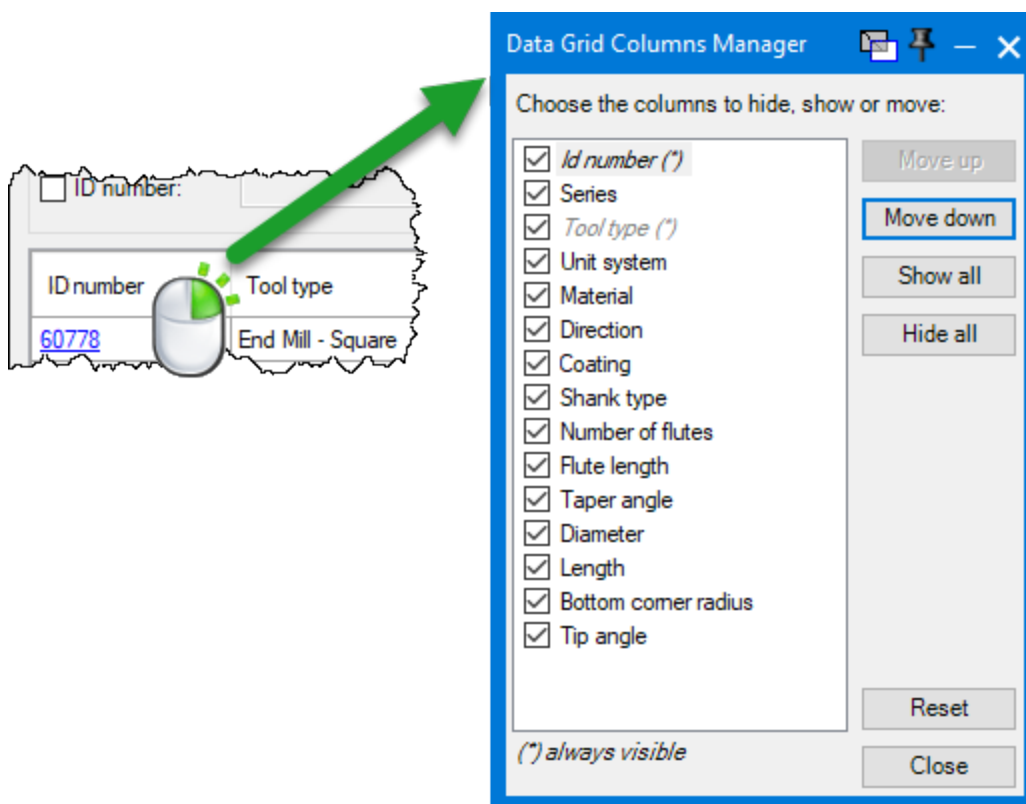 ID number:
ID number Tool type
60778 End Mill - Square
Data Grid Columns Manager
Choose the columns to hide, show or move:
Id number (*)
Series
Tool type (*)
Unit system
Material
Direction
Coating
Shank type
Number of flutes
Flute length
Taper angle
Diameter
Length
Bottom corner radius
Tip angle
(*) always visible
Move up
Move down
Show all
Hide all
Reset
Close